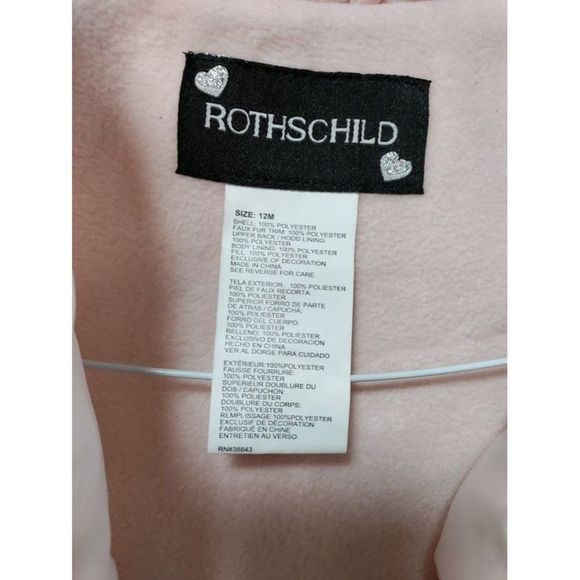 ROTHSCHILD
SIZE: 12M
SHELL: 100% POLYESTER
FAUX FUR TRIM: 100% POLYESTER
UPPER BACK / HOOD LINING:
100% POLYESTER
BODY LINING: 100% POLYESTER
FILL: 100% POLYESTER
EXCLUSIVE OF DECORATION
MADE IN CHINA
SEE REVERSE FOR CARE
TELA EXTERIOR : 100% POLIESTER
PIEL DE FAUX RECORTA:
100% POLIESTER
SUPERIOR FORRO DE PARTE
DE ATRAS / CAPUCHA:
100% POLIESTER
FORRO DEL CUERPO:
100% POLIESTER
RELLENO: 100% POLIESTER
EXCLUSIVO DE DECORACION
HECHO EN CHINA
VER AL DORSE PARA CUIDADO
EXTÉRIEUR:100%POLYESTER
FAUSSE FOURRURE:
100% POLYESTER
SUPERIEUR DOUBLURE DU
DOS / CAPUCHON:
100% POLIESTER
DOUBLURE DU CORPS:
100% POLYESTER
REMPLISSAGE:100%POLYESTER
EXCLUSIF DE DÉCORATION
FABRIQUÉ EN CHINE
ENTRETIEN AU VERSO
RN#38843